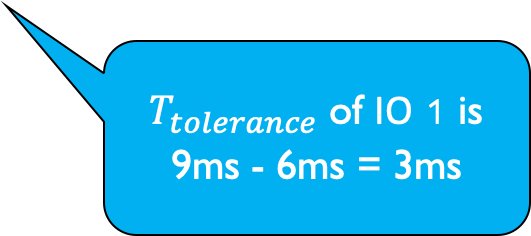 T_tolerance of IO 1 is
9ms - 6ms = 3ms